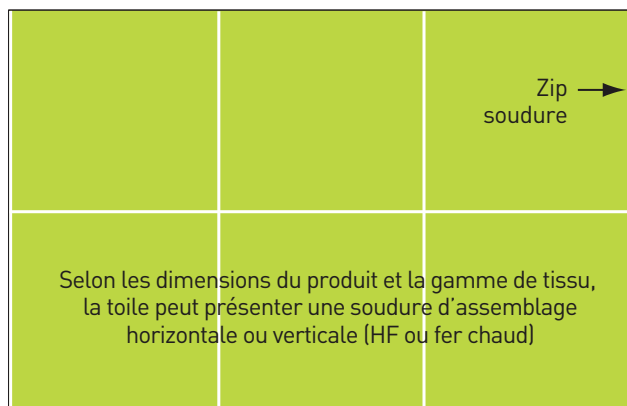 Zip
soudure
Selon les dimensions du produit et la gamme de tissu,
la toile peut présenter une soudure d’assemblage
horizontale ou verticale (HF ou fer chaud)